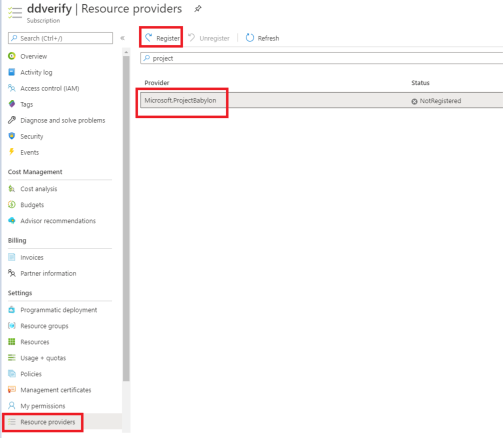 ddverify | Resource providers
Subscription
Search (Ctrl+/)
«
Register
Unregister
Refresh
project
Provider
Status
Microsoft.ProjectBabylon
NotRegistered
Overview
Activity log
Access control (IAM)
Tags
Diagnose and solve problems
Security
Events
Cost Management
Cost analysis
Budgets
Advisor recommendations
Billing
Invoices
Partner information
Settings
Programmatic deployment
Resource groups
Resources
Usage + quotas
Policies
Management certificates
My permissions
Resource providers